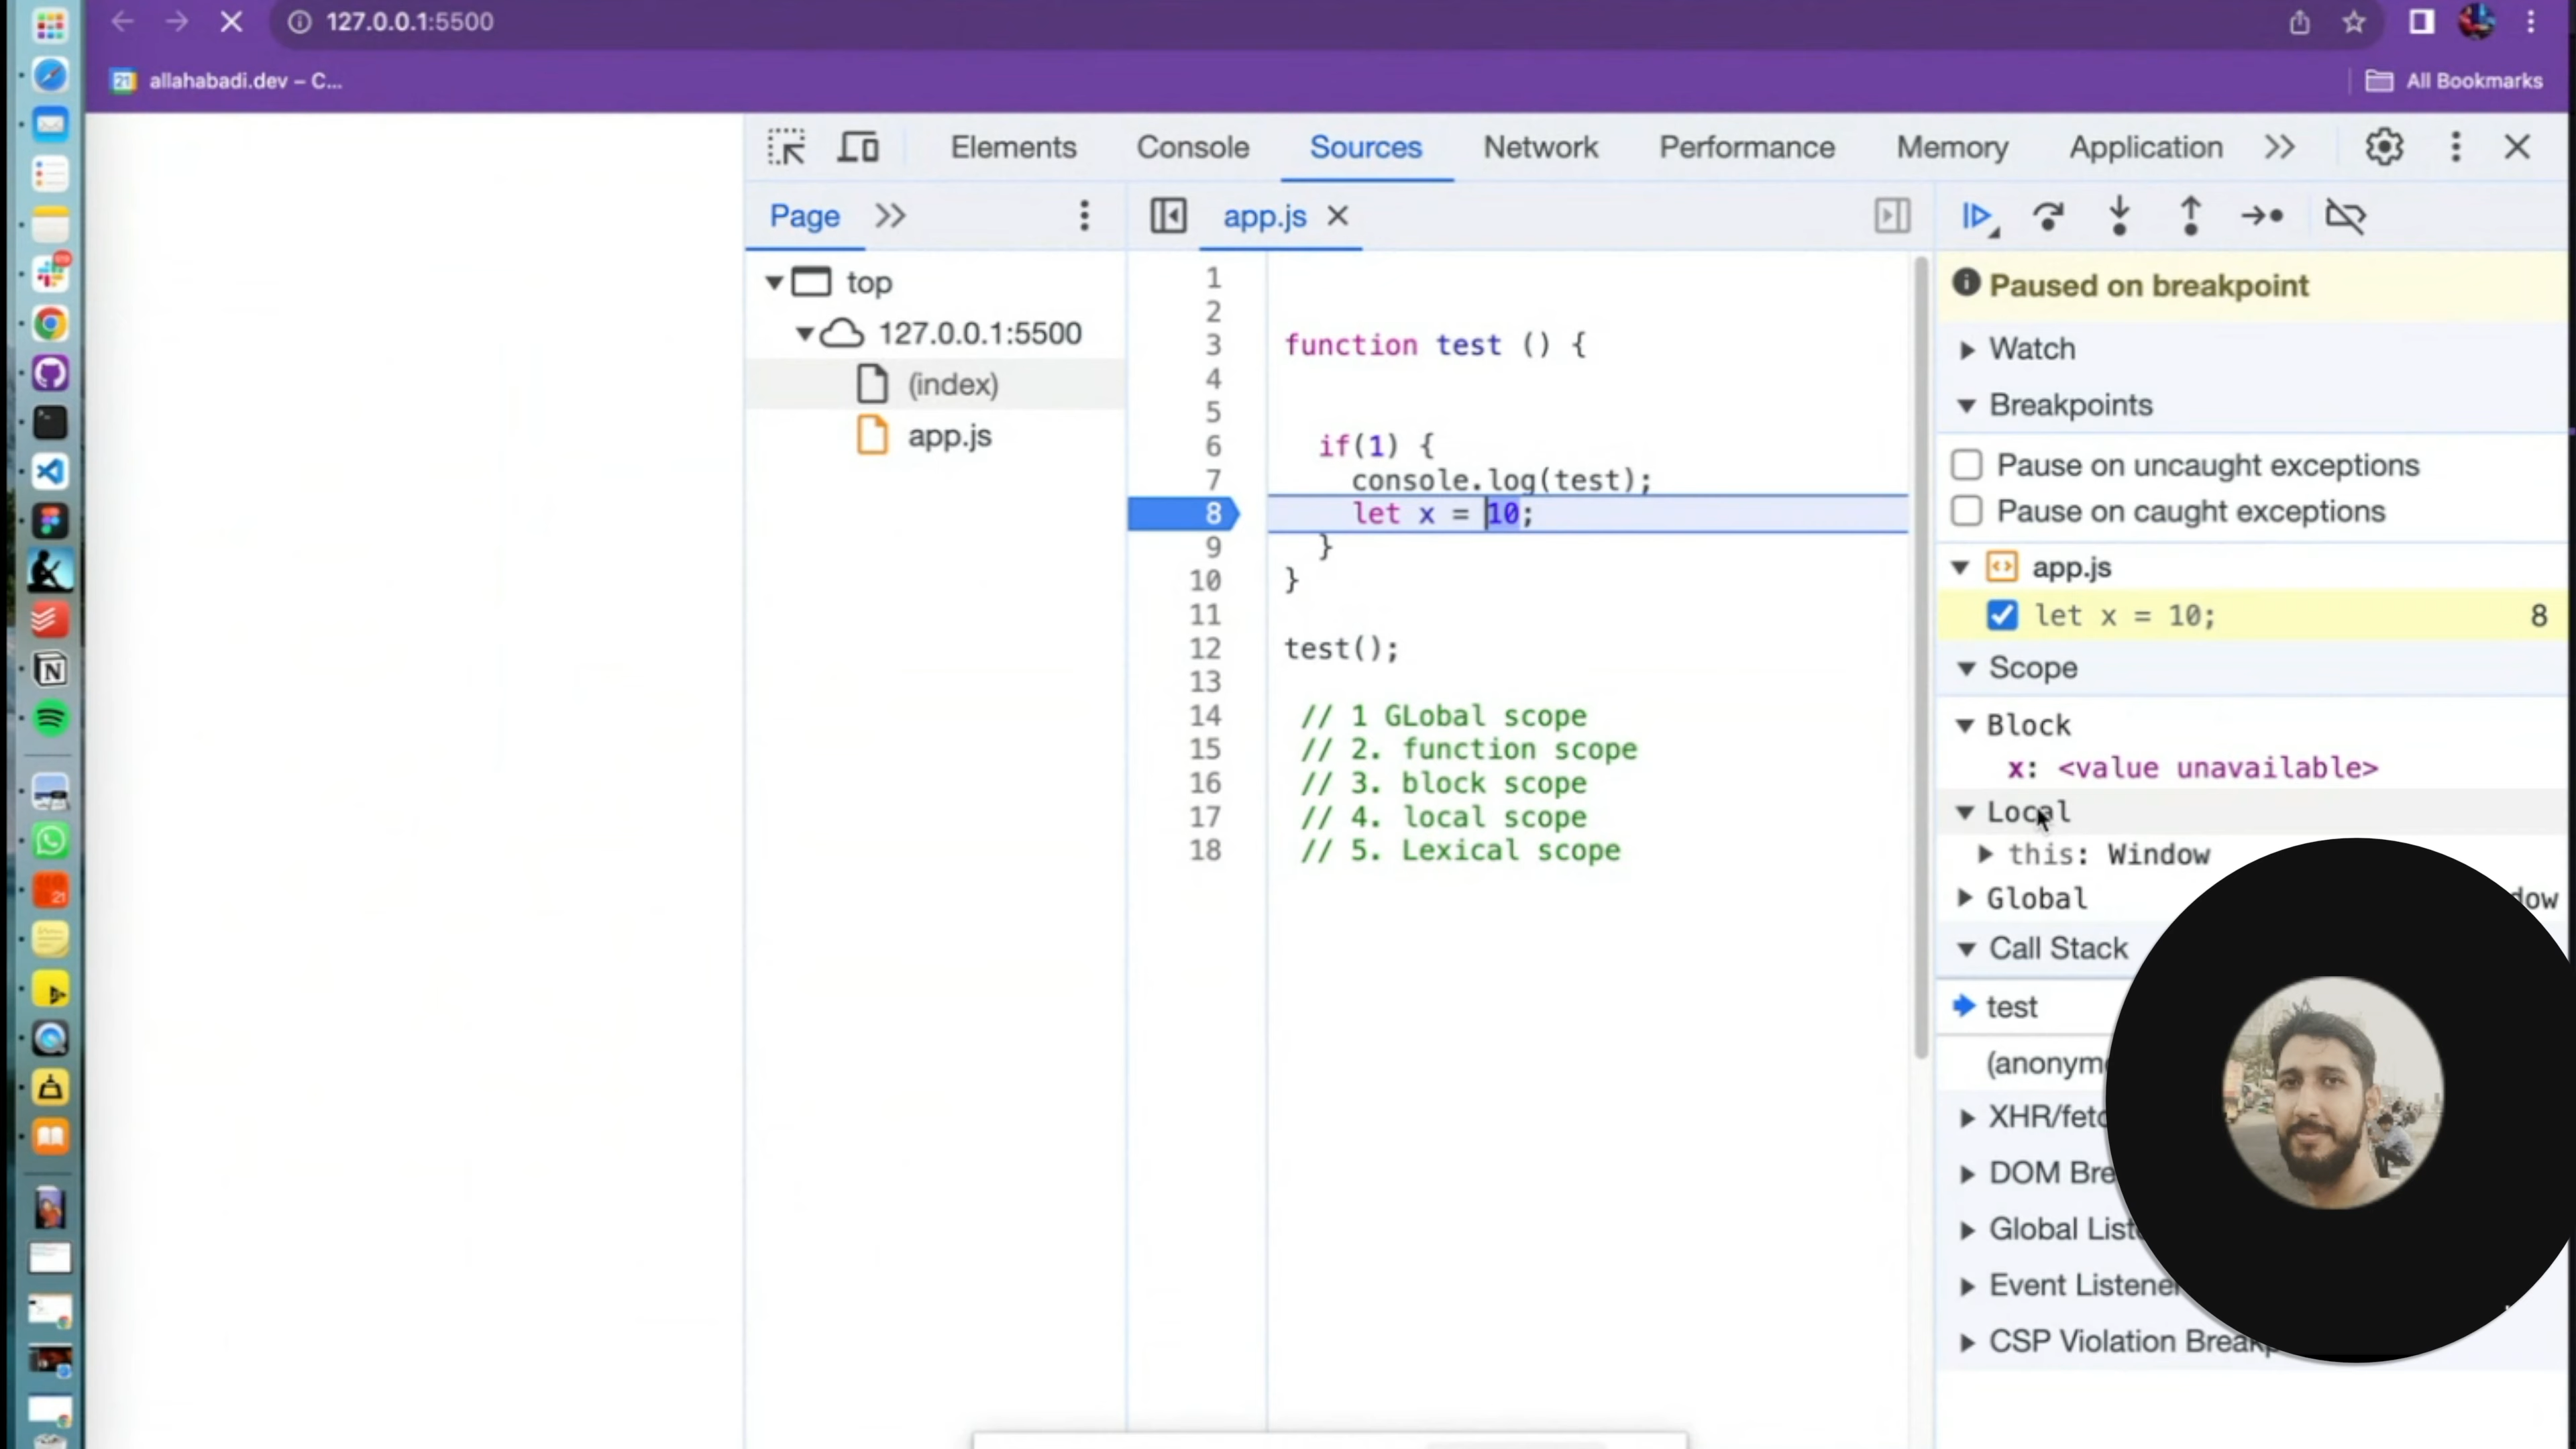 127.0.0.1:5500
allahabadi.dev – C...
All Bookmarks
Elements Console Sources Network Performance Memory Application
Page
app.js
top
127.0.0.1:5500
(index)
app.js
1
2
3 function test () {
4
5
6 if(1) {
7 console.log(test);
8 let x = 10;
9 }
10 }
11
12 test();
13
14 // 1 GLobal scope
15 // 2. function scope
16 // 3. block scope
17 // 4. local scope
18 // 5. Lexical scope
Paused on breakpoint
Watch
Breakpoints
Pause on uncaught exceptions
Pause on caught exceptions
app.js
let x = 10; 8
Scope
Block
x: <value unavailable>
Local
this: Window
Global
Call Stack
test
(anonym
XHR/fetc
DOM Bre
Global List
Event Listener
CSP Violation Break